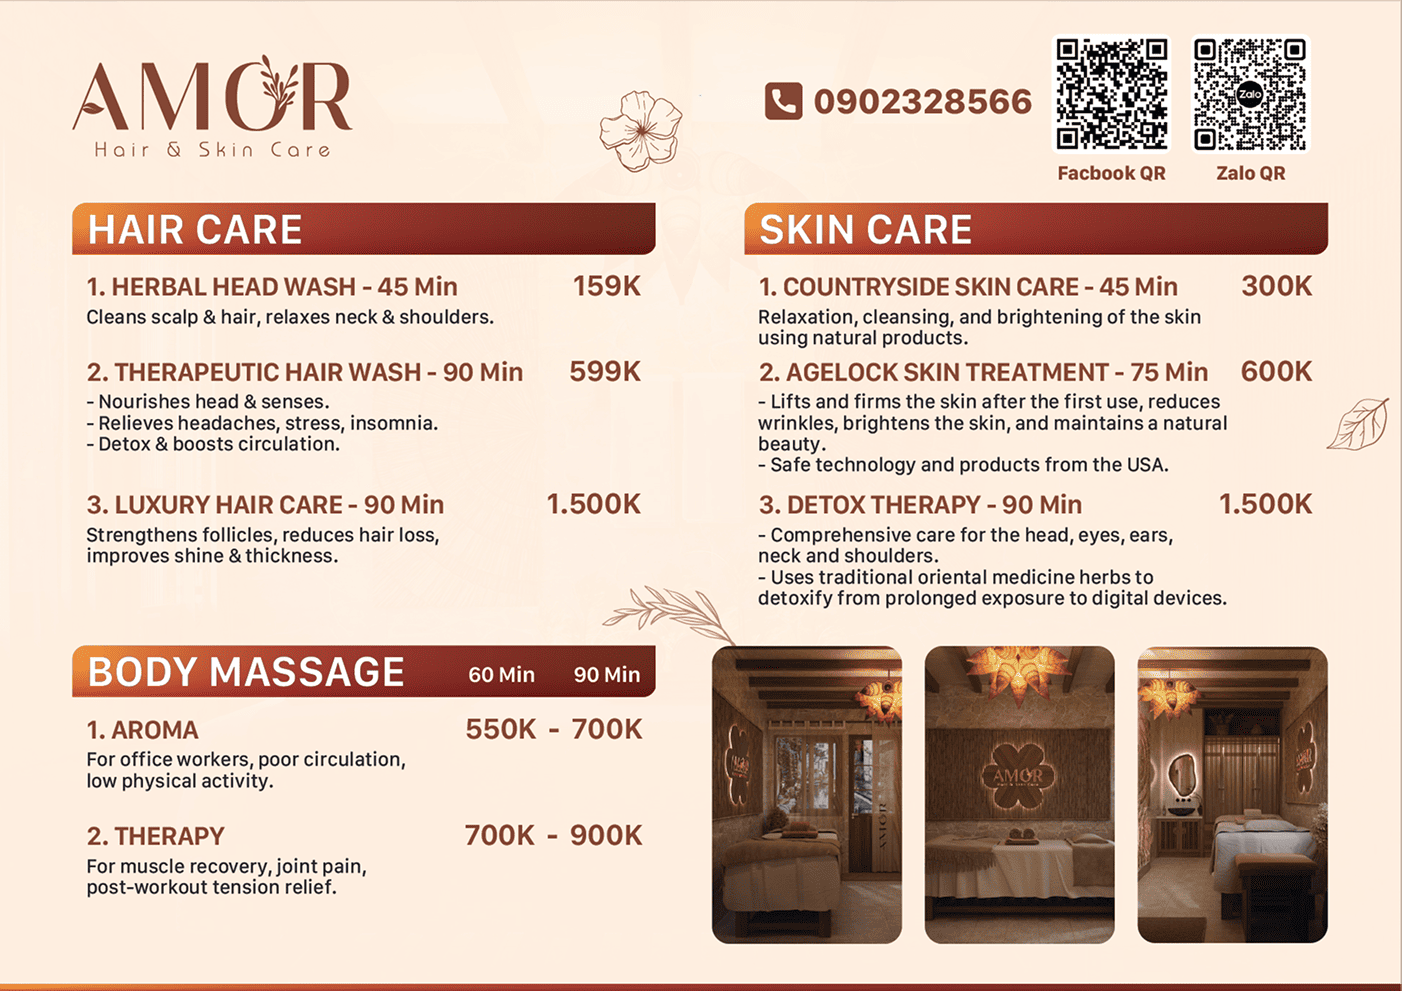 AMOR
Hair & Skin Care
0902328566
Facbook QR
Zalo
Zalo QR
HAIR CARE
1. HERBAL HEAD WASH - 45 Min 159K
Cleans scalp & hair, relaxes neck & shoulders.
2. THERAPEUTIC HAIR WASH - 90 Min 599K
- Nourishes head & senses.
- Relieves headaches, stress, insomnia.
- Detox & boosts circulation.
3. LUXURY HAIR CARE - 90 Min 1.500K
Strengthens follicles, reduces hair loss,
improves shine & thickness.
SKIN CARE
1. COUNTRYSIDE SKIN CARE - 45 Min 300K
Relaxation, cleansing, and brightening of the skin
using natural products.
2. AGELOCK SKIN TREATMENT - 75 Min 600K
- Lifts and firms the skin after the first use, reduces
wrinkles, brightens the skin, and maintains a natural
beauty.
- Safe technology and products from the USA.
3. DETOX THERAPY - 90 Min 1.500K
- Comprehensive care for the head, eyes, ears,
neck and shoulders.
- Uses traditional oriental medicine herbs to
detoxify from prolonged exposure to digital devices.
BODY MASSAGE 60 Min 90 Min
1. AROMA 550K - 700K
For office workers, poor circulation,
low physical activity.
2. THERAPY 700K - 900K
For muscle recovery, joint pain,
post-workout tension relief.
AMOR
AMOR
AMOR
Hair & Skin Care
AMOR